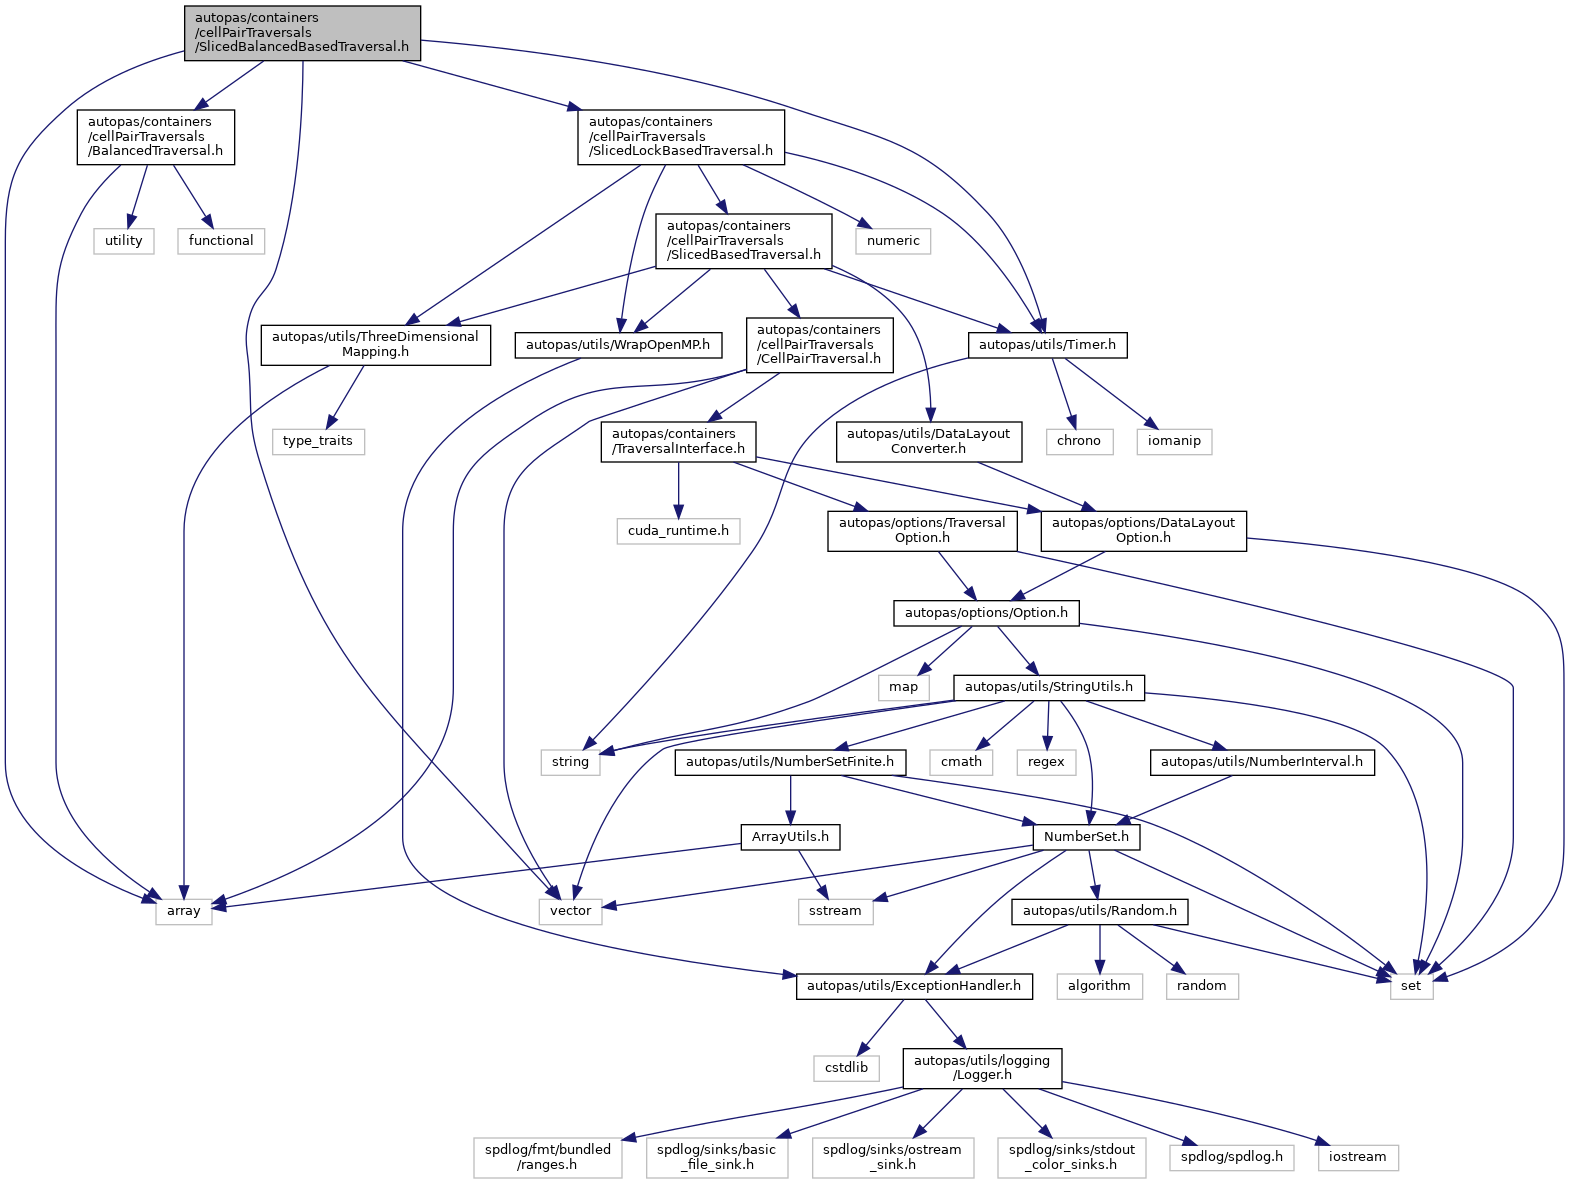 autopas/containers
/cellPairTraversals
/SlicedBalancedBasedTraversal.h
autopas/containers
/cellPairTraversals
/BalancedTraversal.h
autopas/containers
/cellPairTraversals
/SlicedLockBasedTraversal.h
utility
functional
autopas/containers
/cellPairTraversals
/SlicedBasedTraversal.h
numeric
autopas/utils/ThreeDimensional
Mapping.h
autopas/utils/WrapOpenMP.h
autopas/containers
/cellPairTraversals
/CellPairTraversal.h
autopas/utils/Timer.h
type_traits
autopas/containers
/TraversalInterface.h
autopas/utils/DataLayout
Converter.h
chrono
iomanip
cuda_runtime.h
autopas/options/Traversal
Option.h
autopas/options/DataLayout
Option.h
autopas/options/Option.h
map
autopas/utils/StringUtils.h
string
autopas/utils/NumberSetFinite.h
cmath
regex
autopas/utils/NumberInterval.h
ArrayUtils.h
NumberSet.h
array
vector
sstream
autopas/utils/Random.h
autopas/utils/ExceptionHandler.h
algorithm
random
set
cstdlib
autopas/utils/logging
/Logger.h
spdlog/fmt/bundled
/ranges.h
spdlog/sinks/basic
_file_sink.h
spdlog/sinks/ostream
_sink.h
spdlog/sinks/stdout
_color_sinks.h
spdlog/spdlog.h
iostream